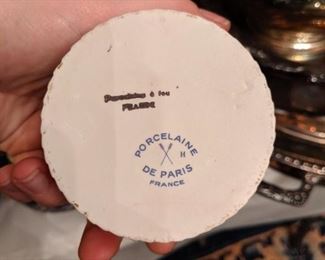 Porcelaine à feu
FRANCE
PORCELAINE
H
DE PARIS
FRANCE